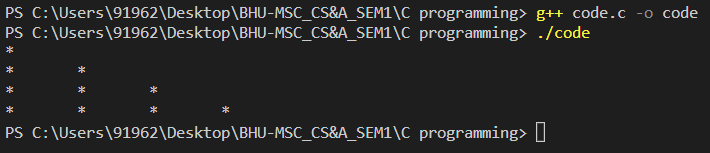 PS C:\Users\91962\Desktop\BHU-MSC_CS&A_SEM1\C programming> g++ code.c -o code
PS C:\Users\91962\Desktop\BHU-MSC_CS&A_SEM1\C programming> ./code
*
*       *
*       *       *
*       *       *       *
PS C:\Users\91962\Desktop\BHU-MSC_CS&A_SEM1\C programming>